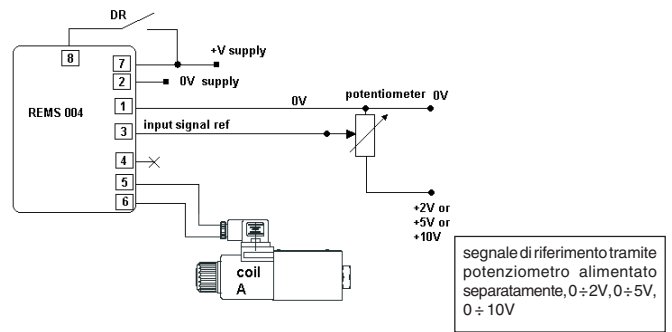 DR
8
7
+V supply
2
0V supply
REMS 004
1
0V
potentiometer
0V
3
input signal ref
4
5
6
+2V or
+5V or
+10V
coil
A
segnale di riferimento tramite
potenziometro alimentato
separatamente, 0÷2V, 0÷5V,
0÷10V